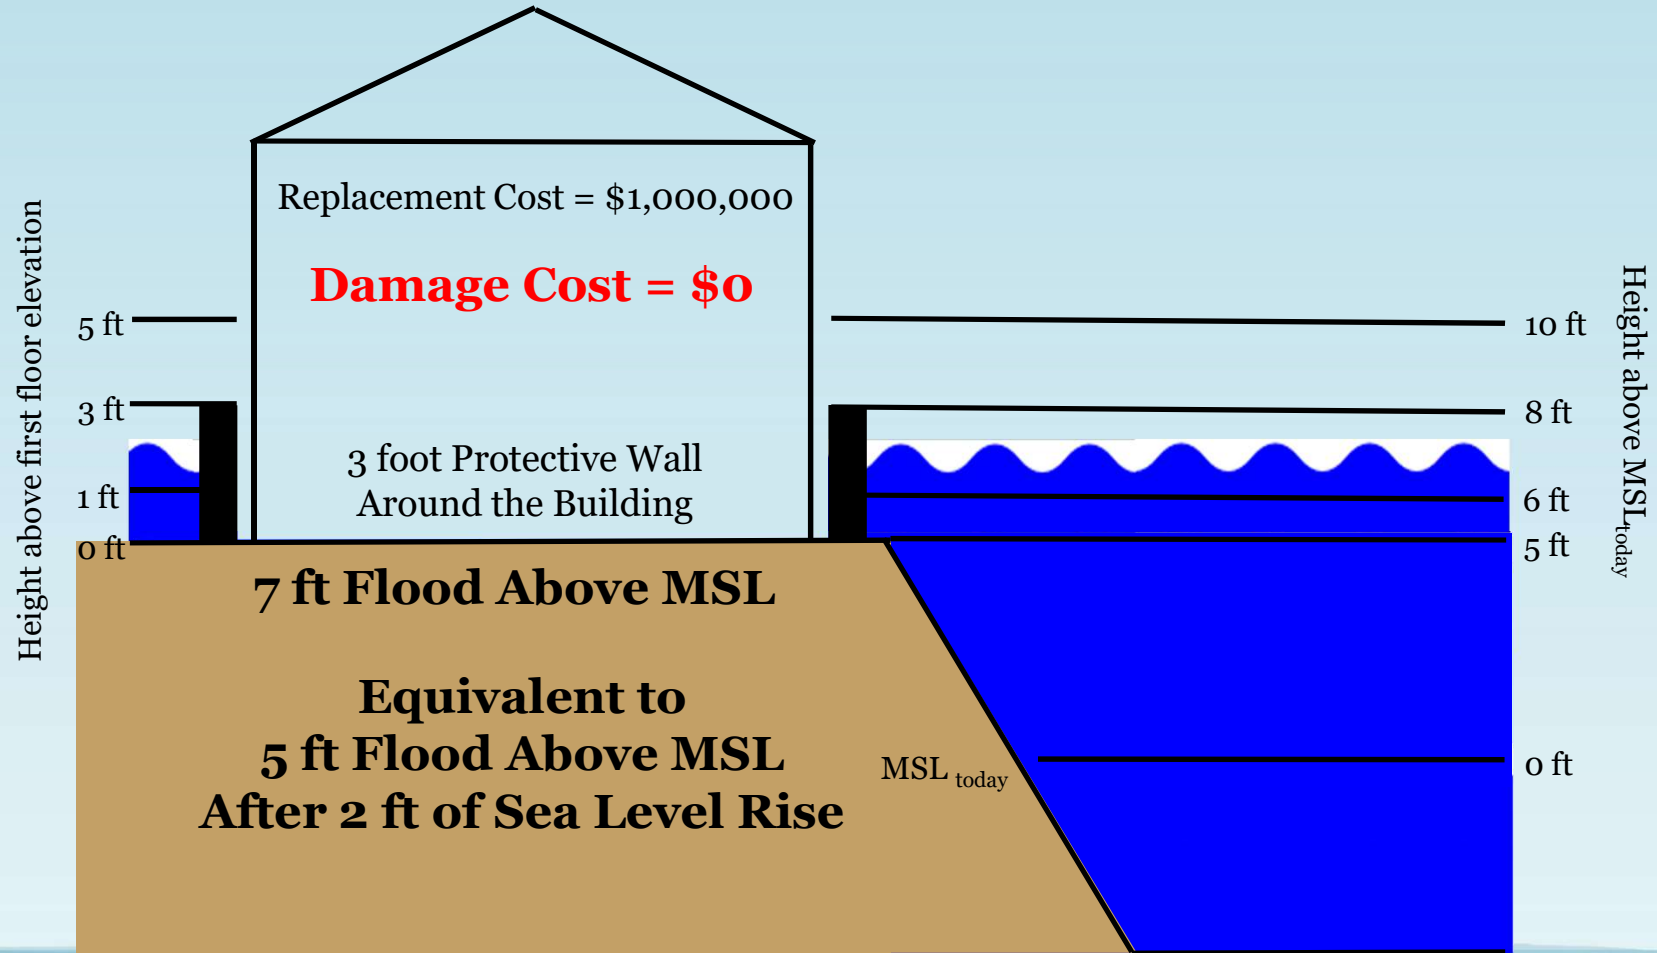 Replacement Cost = $1,000,000
Damage Cost = $0
3 foot Protective Wall
Around the Building
Height above first floor elevation
5 ft
3 ft
1 ft
0 ft
7 ft Flood Above MSL
Equivalent to
5 ft Flood Above MSL
After 2 ft of Sea Level Rise
MSL today
10 ft
8 ft
6 ft
5 ft
0 ft
Height above MSL today